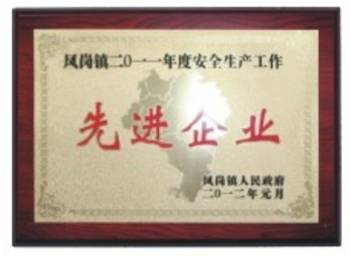 凤岗镇二〇一一年度安全生产工作
先进企业
凤岗镇人民政府
二〇一二年元月